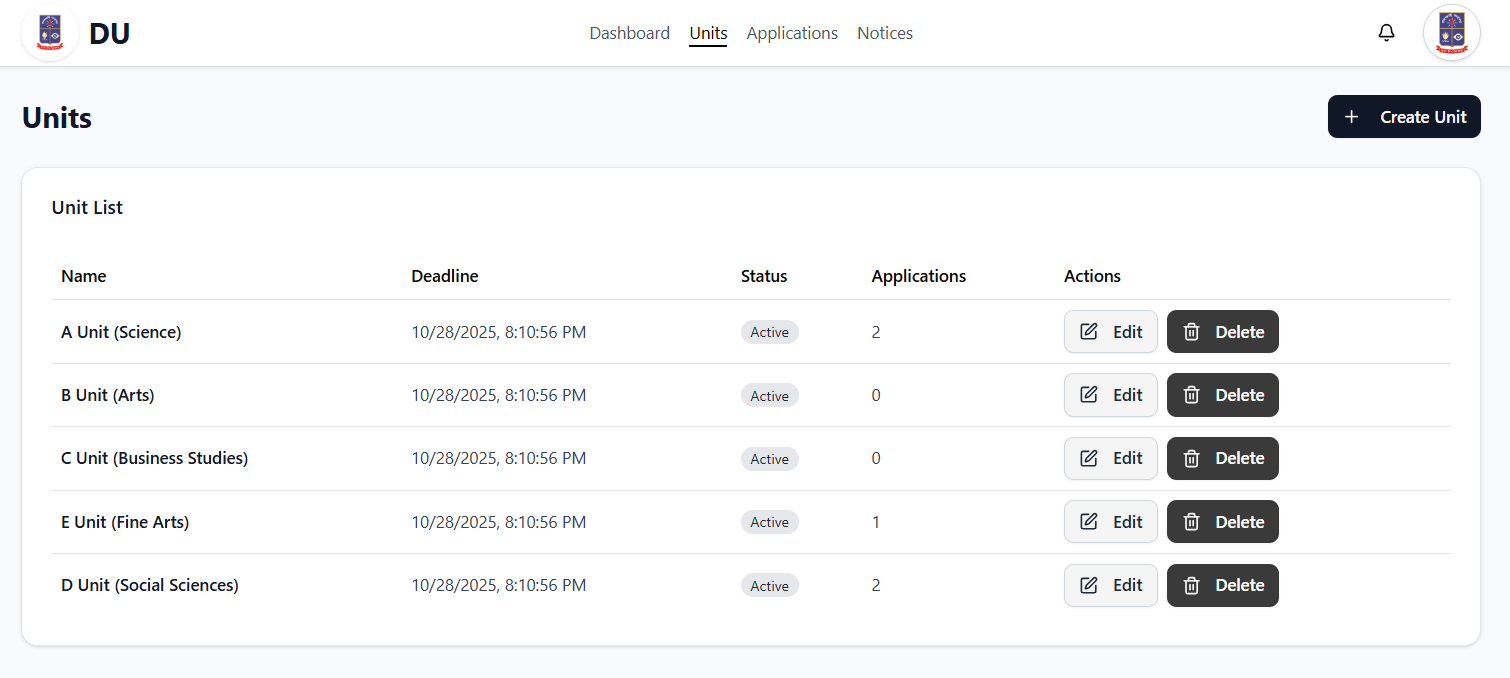 DU Dashboard Units Applications Notices
Units + Create Unit
Unit List
Name Deadline Status Applications Actions
A Unit (Science) 10/28/2025, 8:10:56 PM Active 2 Edit Delete
B Unit (Arts) 10/28/2025, 8:10:56 PM Active 0 Edit Delete
C Unit (Business Studies) 10/28/2025, 8:10:56 PM Active 0 Edit Delete
E Unit (Fine Arts) 10/28/2025, 8:10:56 PM Active 1 Edit Delete
D Unit (Social Sciences) 10/28/2025, 8:10:56 PM Active 2 Edit Delete